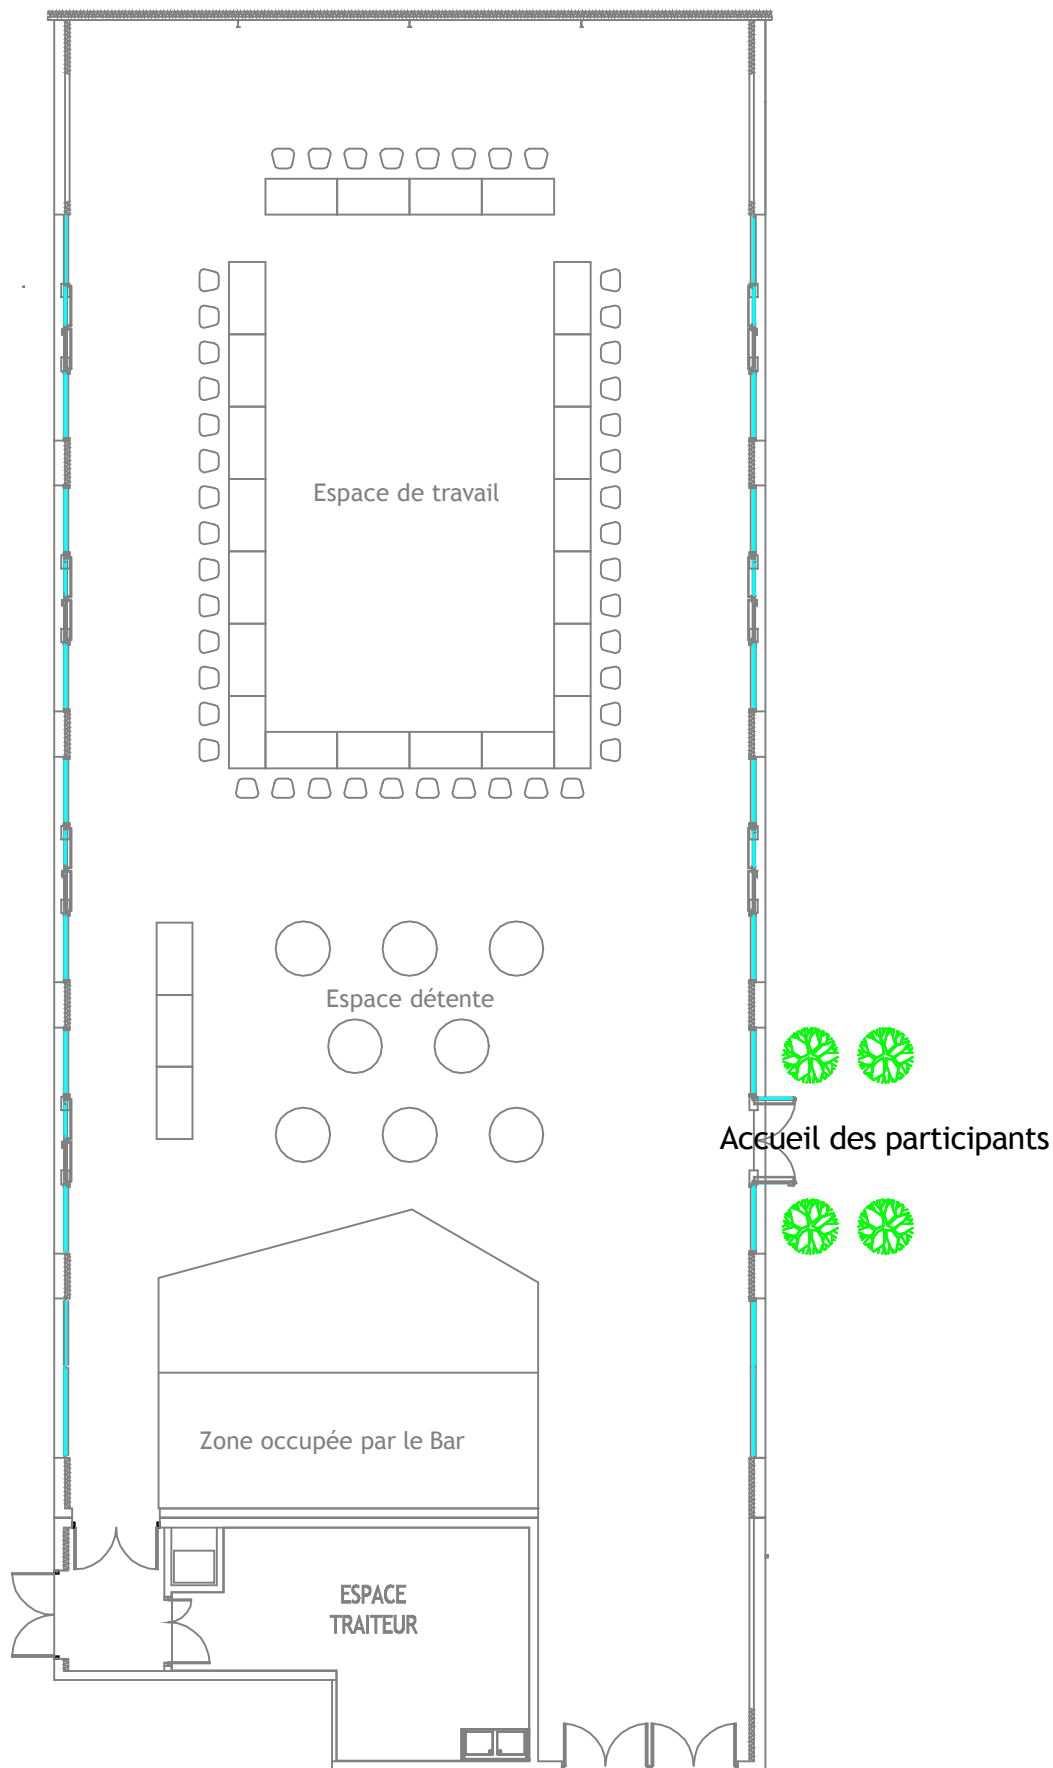 Espace de travail
Espace détente
Accueil des participants
Zone occupée par le Bar
ESPACE
TRAITEUR